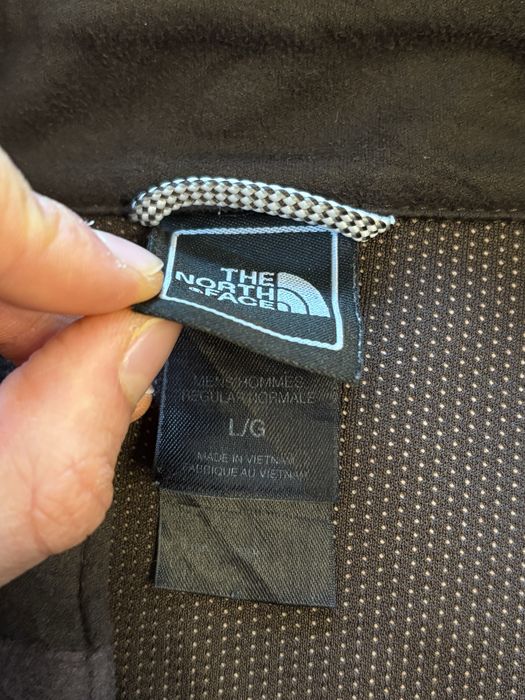 THE
NORTH
FACE
MENS/HOMMES
REGULAR/NORMALE
L/G
MADE IN VIETNAM
FABRIQUE AU VIETNAM